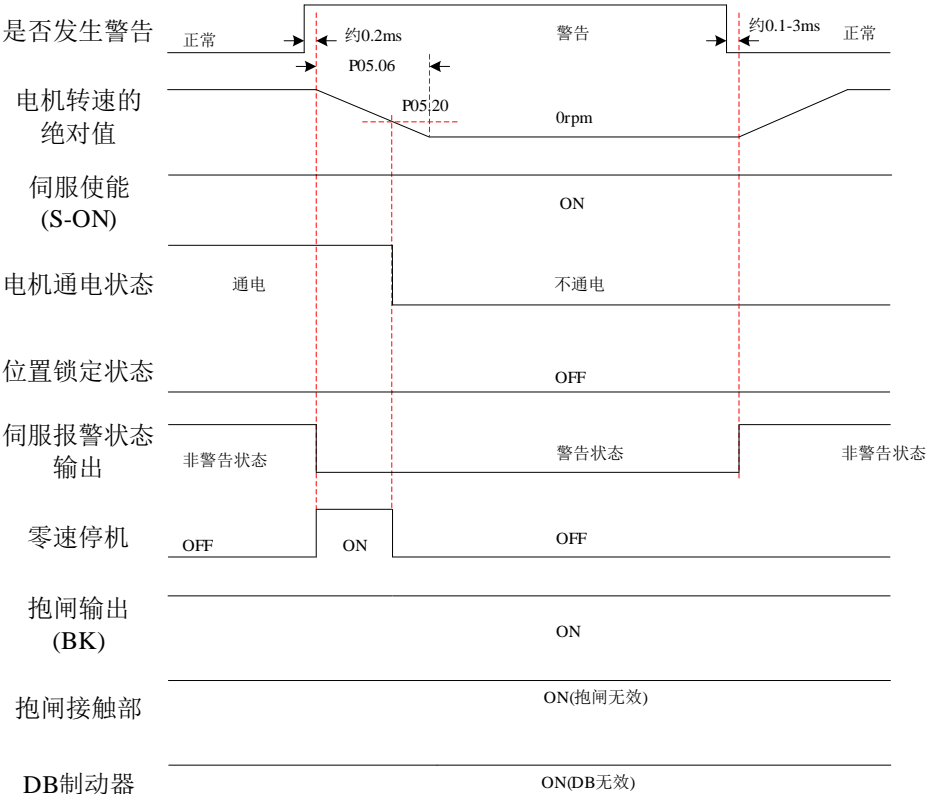 是否发生警告
正常
约0.2ms
警告
约0.1-3ms
正常
P05.06
电机转速的
绝对值
P05.20
0rpm
伺服使能
(S-ON)
ON
电机通电状态
通电
不通电
位置锁定状态
OFF
伺服报警状态
输出
非警告状态
警告状态
非警告状态
零速停机
OFF
ON
OFF
抱闸输出
(BK)
ON
抱闸接触部
ON(抱闸无效)
DB制动器
ON(DB无效)